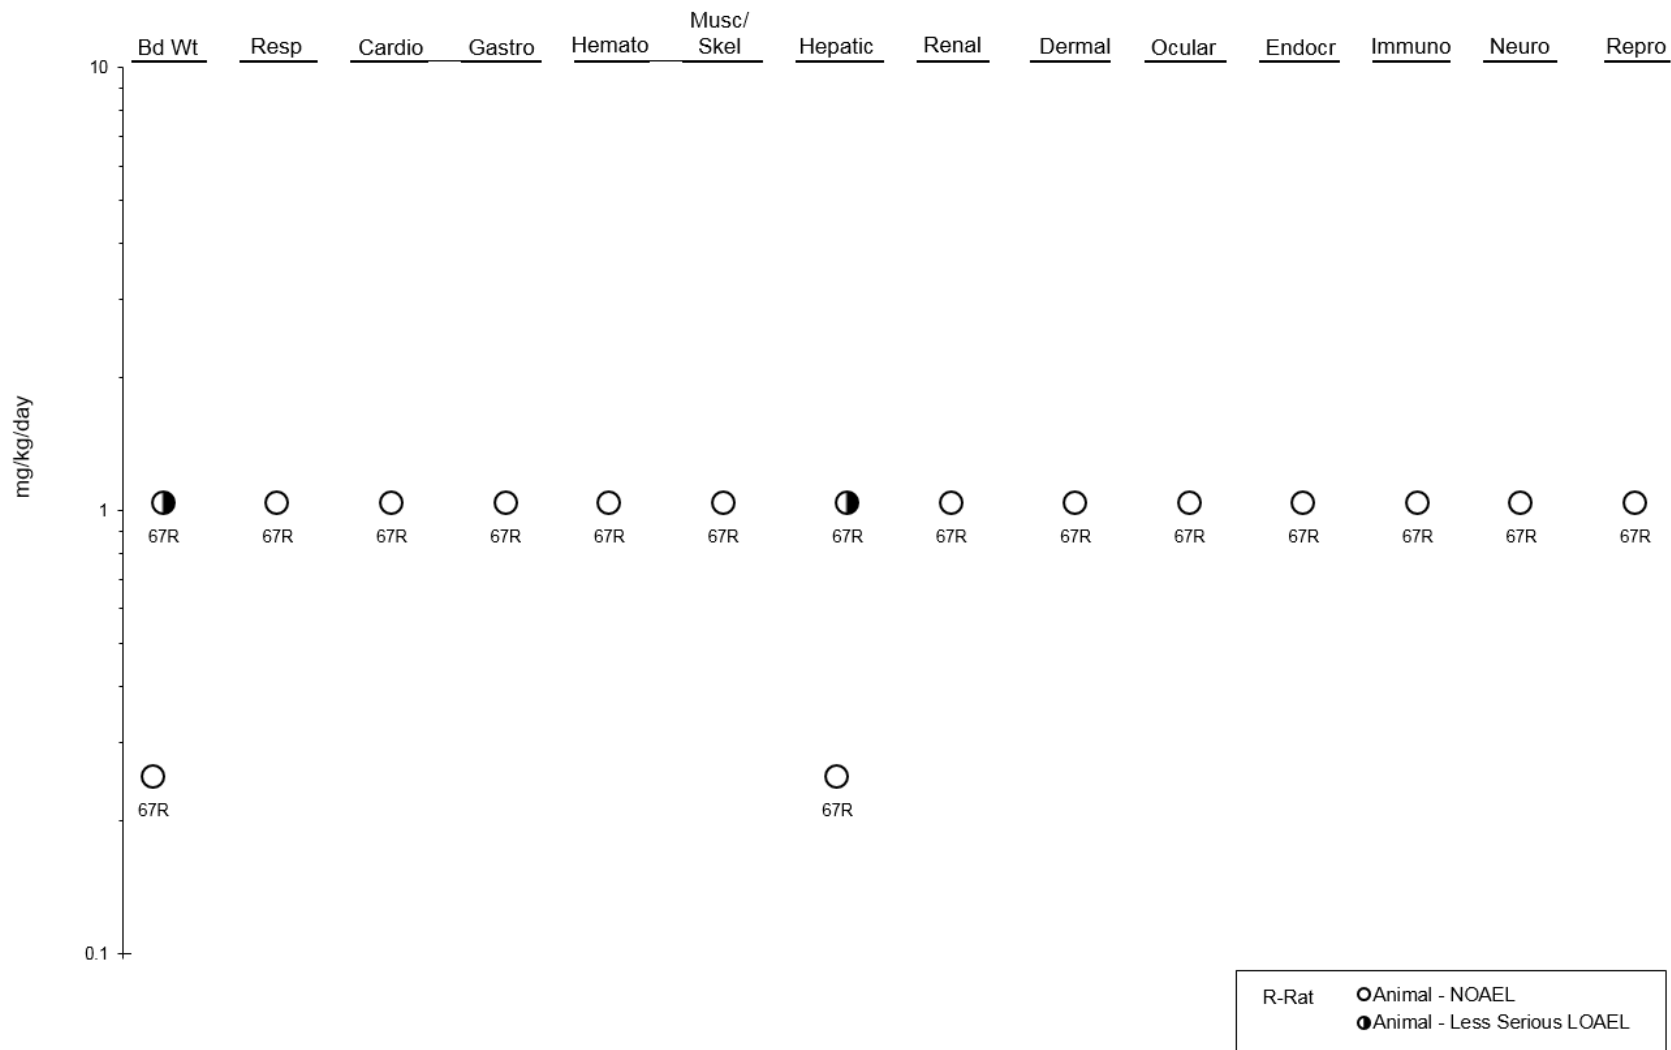 Bd Wt Resp Cardio Gastro Hemato Musc/
Skel Hepatic Renal Dermal Ocular Endocr Immuno Neuro Repro
10
mg/kg/day
1
67R 67R 67R 67R 67R 67R 67R 67R 67R 67R 67R 67R 67R 67R
67R 67R
0.1
R-Rat Animal - NOAEL
Animal - Less Serious LOAEL